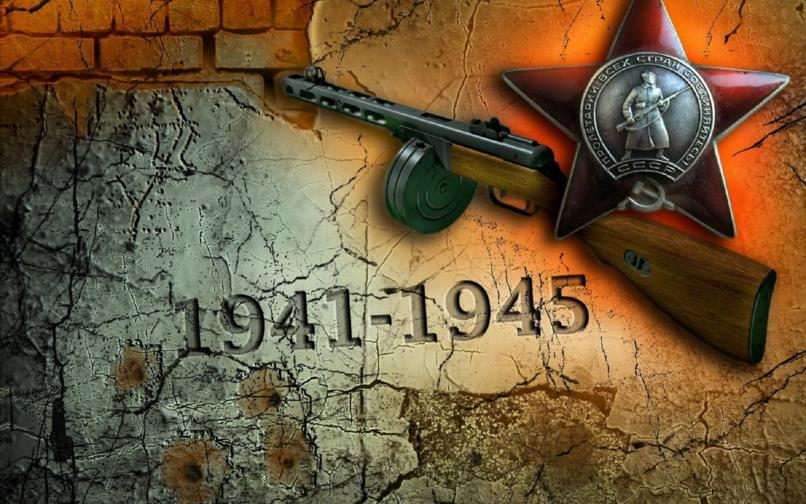 ПРОЛЕТАРИИ ВСЕХ СТРАН СОЕДИНЯЙТЕСЬ!
СССР
1941-1945